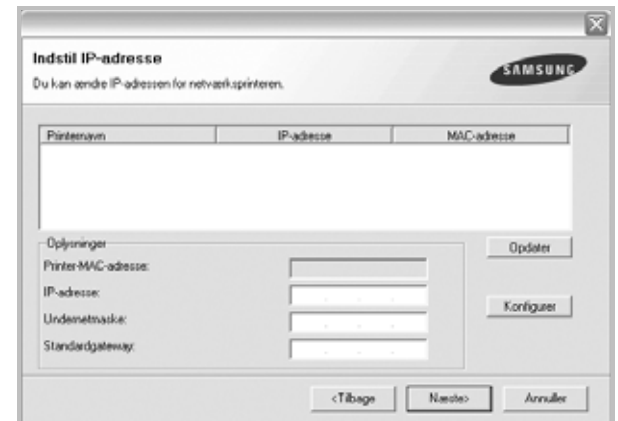 Indstil IP-adresse
Du kan ændre IP-adressen for netværksprinteren.
SAMSUNG
Printernavn IP-adresse MAC-adresse
Oplysninger
Opdater
Printer-MAC-adresse:
IP-adresse:
Konfigurer
Undernetmaske:
Standardgateway:
<Tilbage Næste> Annuller